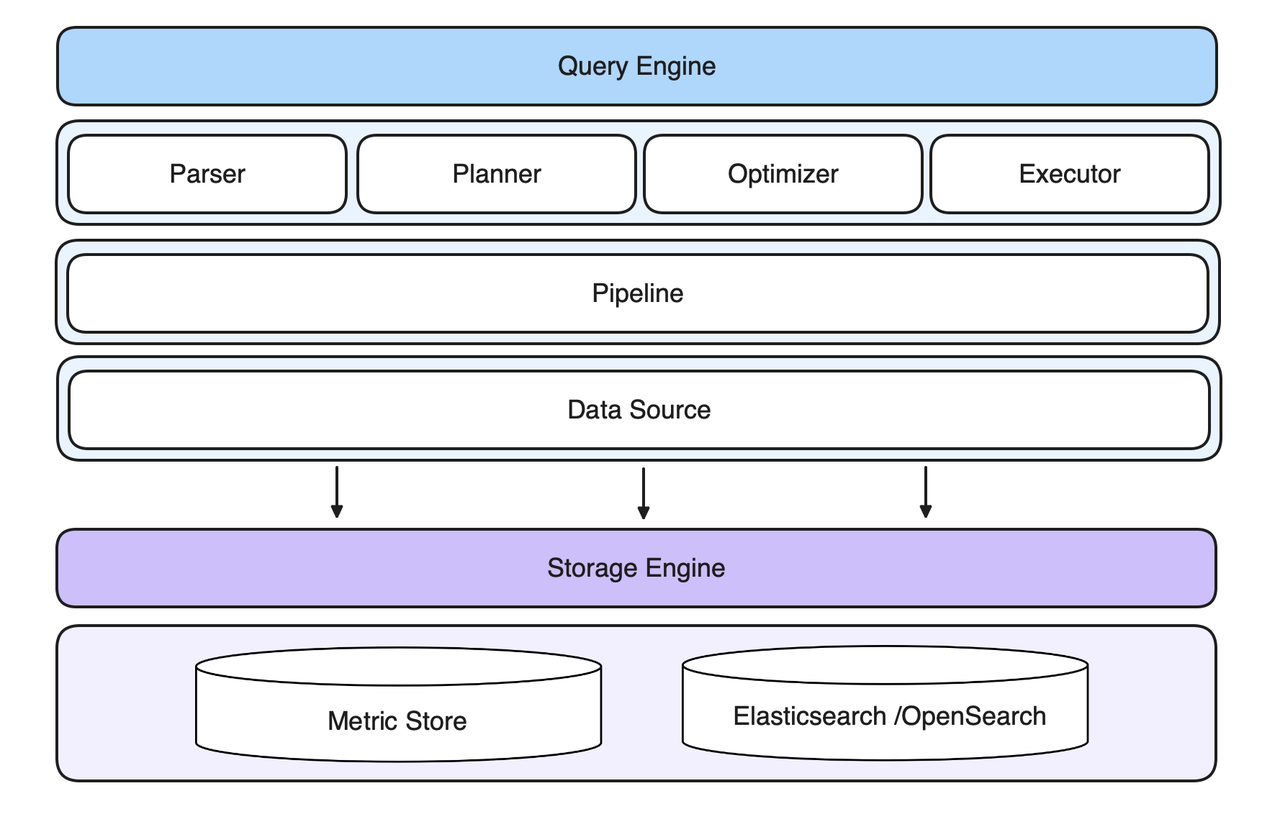 Query Engine
Parser
Planner
Optimizer
Executor
Pipeline
Data Source
Storage Engine
Metric Store
Elasticsearch /OpenSearch